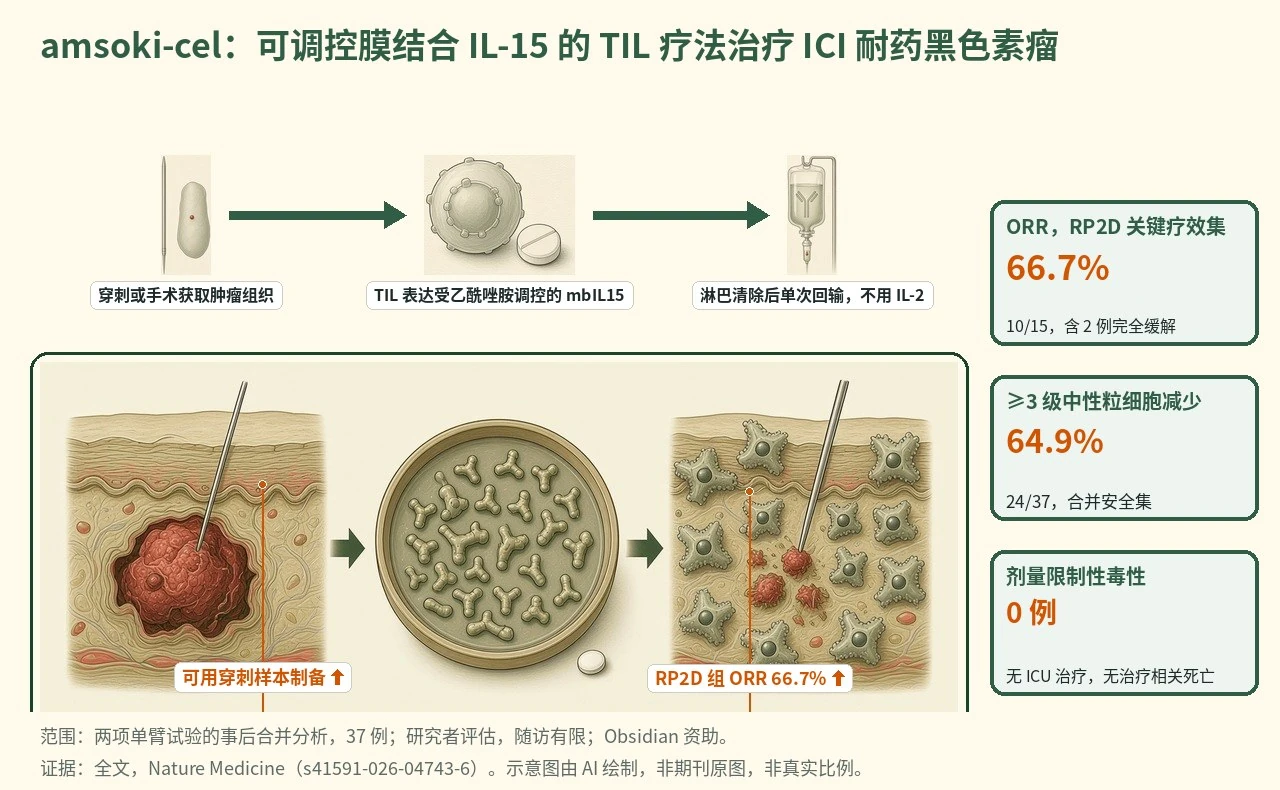 amsoki-cel：可调控膜结合 IL-15 的 TIL 疗法治疗 ICI 耐药黑色素瘤
穿刺或手术获取肿瘤组织
TIL 表达受乙酰唑胺调控的 mbIL15
淋巴清除后单次回输，不用 IL-2
ORR，RP2D 关键疗效集
66.7%
10/15，含 2 例完全缓解
≥3 级中性粒细胞减少
64.9%
24/37，合并安全集
剂量限制性毒性
0 例
无 ICU 治疗，无治疗相关死亡
可用穿刺样本制备 ↑
RP2D 组 ORR 66.7% ↑
范围：两项单臂试验的事后合并分析，37 例；研究者评估，随访有限；Obsidian 资助。
证据：全文，Nature Medicine（s41591-026-04743-6）。示意图由 AI 绘制，非期刊原图，非真实比例。